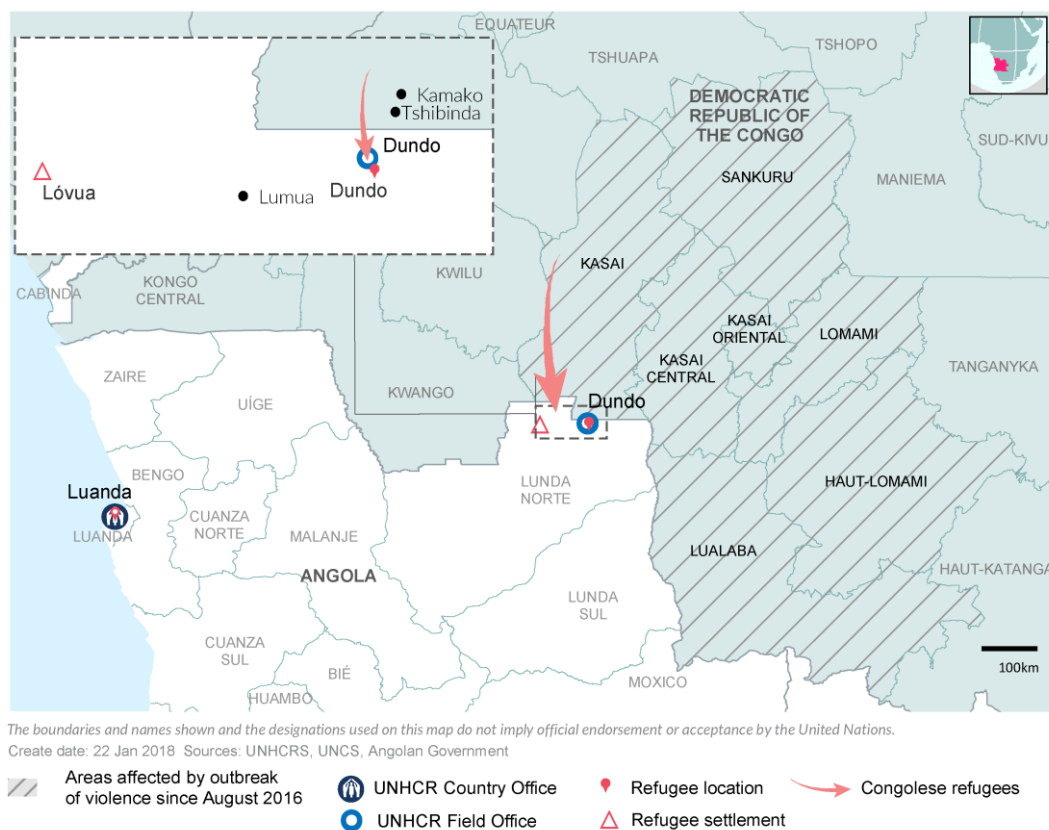 EQUATEUR
TSHUAPA
TSHOPO
DEMOCRATIC
REPUBLIC OF
THE CONGO
SUD-KIVU
MANIEMA
SANKURU
Kamako
Tshibinda
Dundo
Dundo
Lóvua
Lumua
KASAI
KWILU
CABINDA
KONGO
CENTRAL
KASAI
ORIENTAL
LOMAMI
KASAI
CENTRAL
TANGANYKA
KWANGO
Dundo
ZAIRE
UÍGE
BENGO
LUNDA
NORTE
HAUT-LOMAMI
Luanda
LUANDA
CUANZA
NORTE
MALANJE
LUALABA
HAUT-KATANGA
ANGOLA
LUNDA
SUL
CUANZA
SUL
BIÉ
HUAMBO
MOXICO
100km
The boundaries and names shown and the designations used on this map do not imply official endorsement or acceptance by the United Nations.
Create date: 22 Jan 2018 Sources: UNHCRS, UNCS, Angolan Government
Areas affected by outbreak
of violence since August 2016
UNHCR Country Office
UNHCR Field Office
Refugee location
Refugee settlement
Congolese refugees